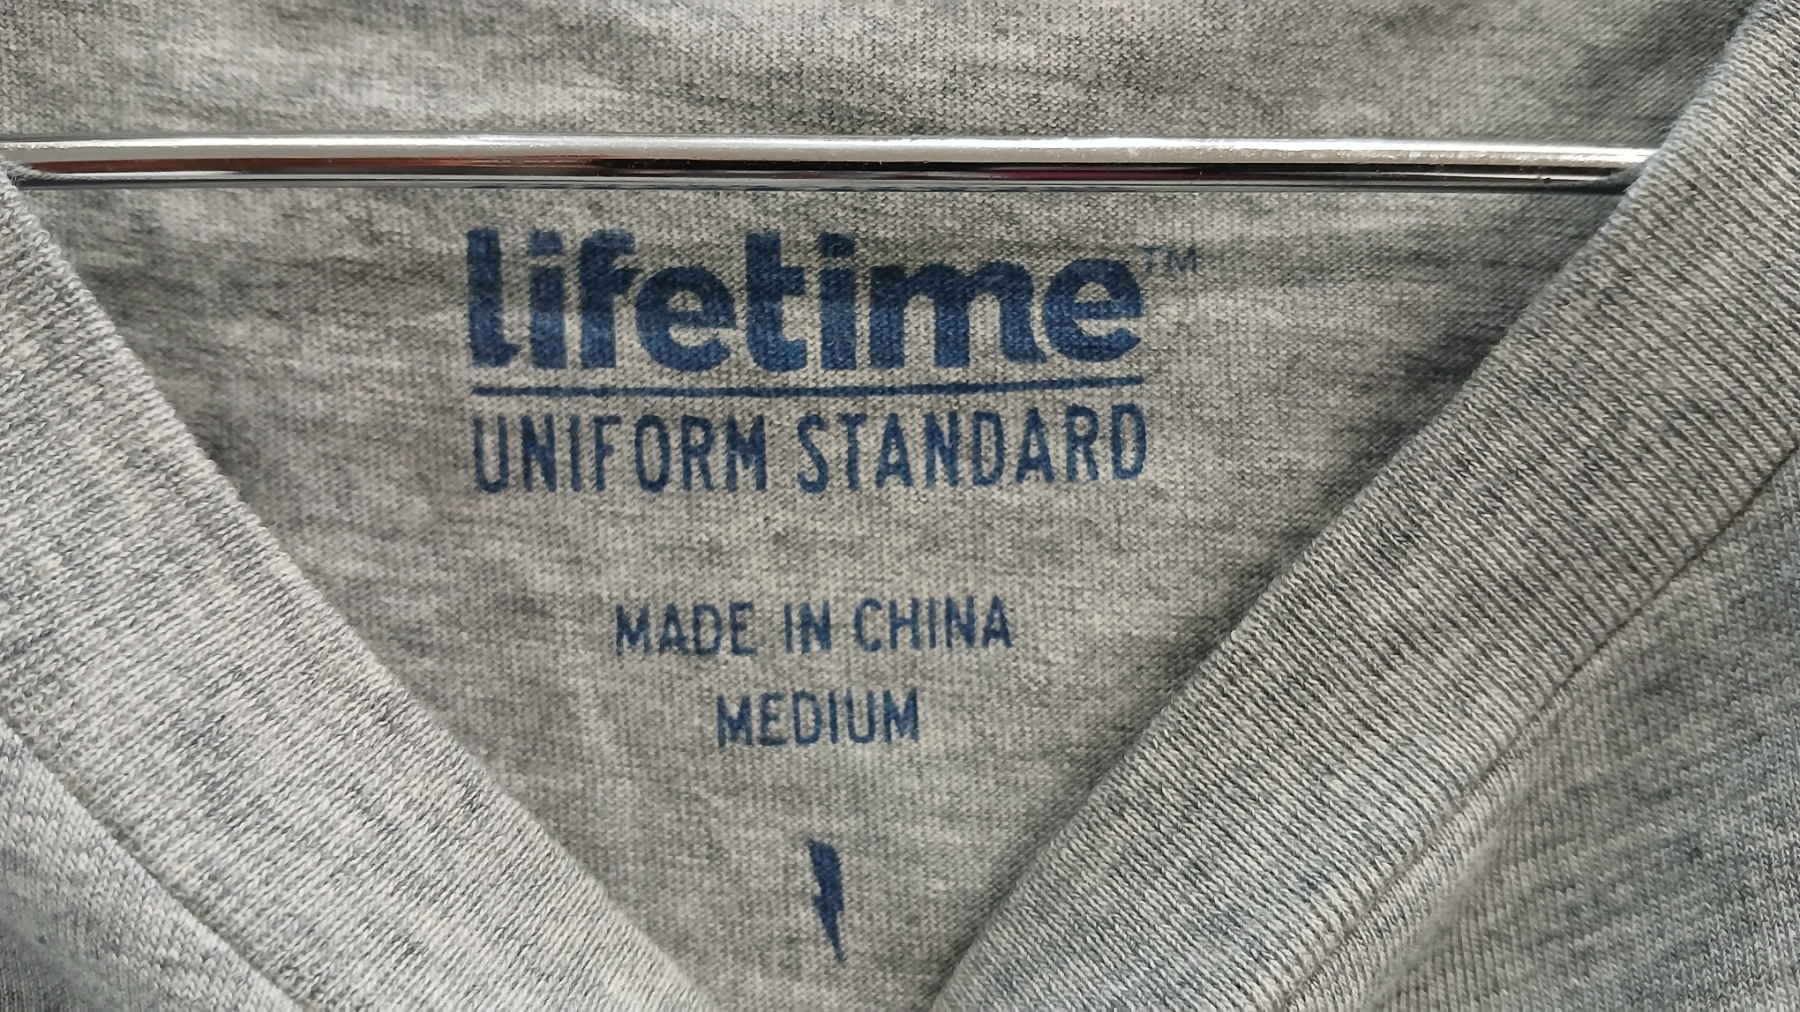 lifetime™
UNIFORM STANDARD
MADE IN CHINA
MEDIUM